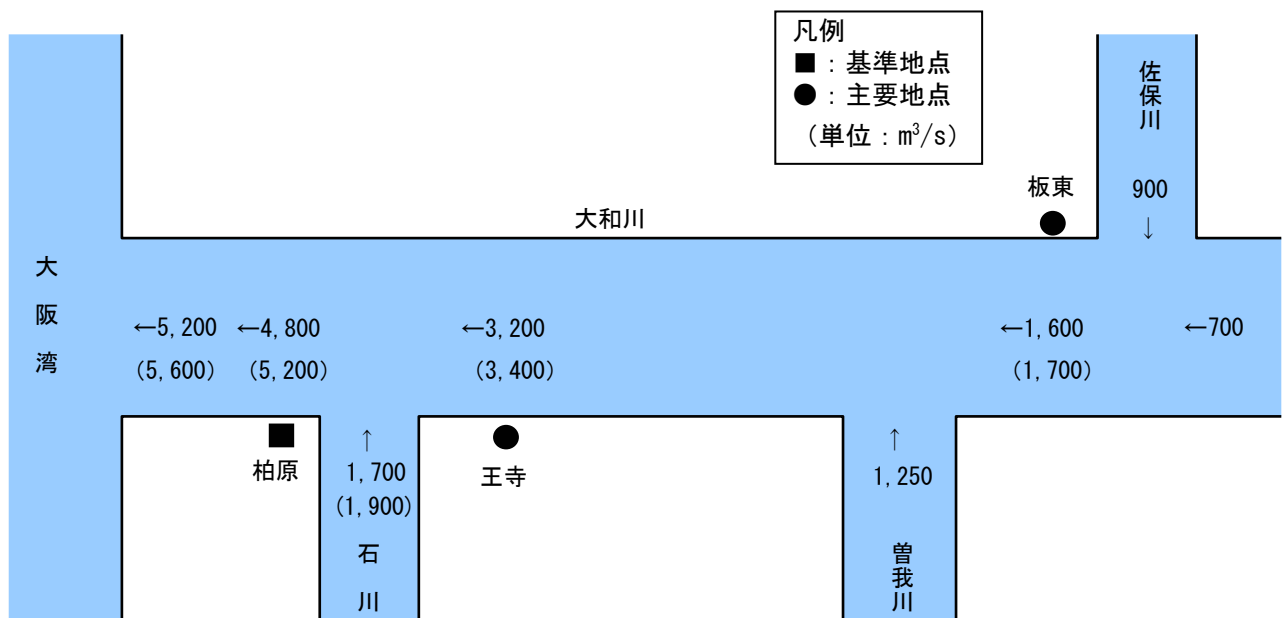 凡例
■：基準地点
●：主要地点
（単位：m³/s）
佐保川
900
↓
板東
大和川
大阪湾
←5,200
(5,600)
←4,800
(5,200)
←3,200
(3,400)
←1,600
(1,700)
←700
柏原
↑
1,700
(1,900)
石川
王寺
↑
1,250
曽我川